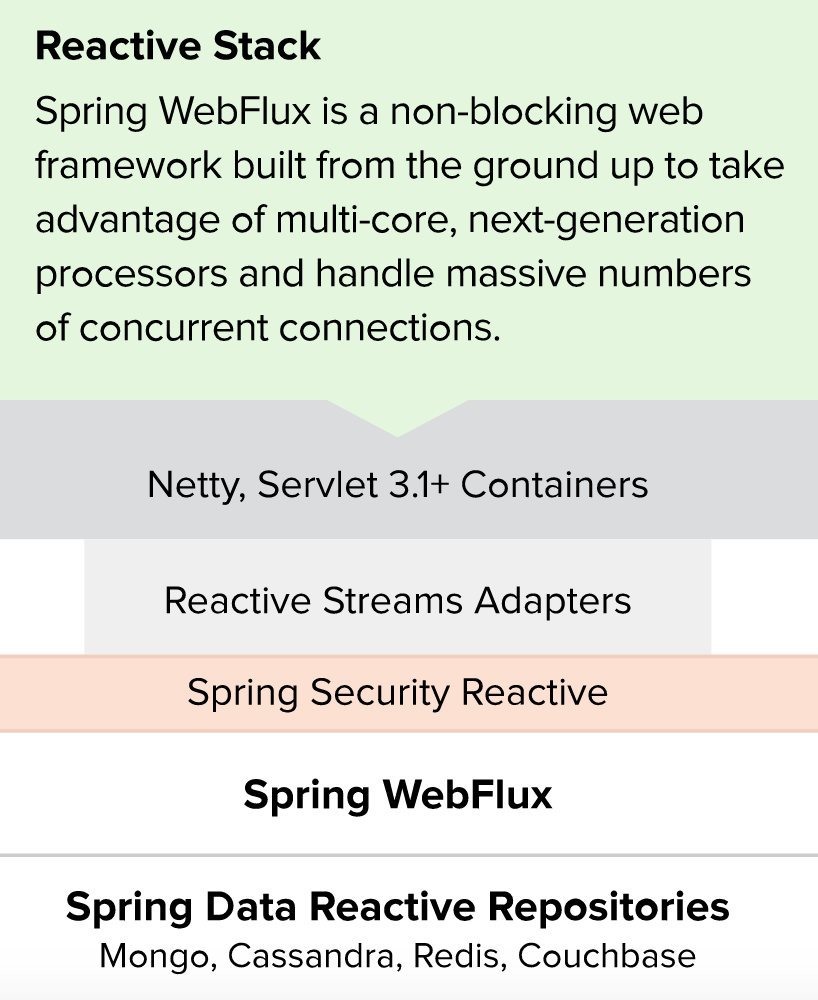 Reactive Stack
Spring WebFlux is a non-blocking web
framework built from the ground up to take
advantage of multi-core, next-generation
processors and handle massive numbers
of concurrent connections.
Netty, Servlet 3.1+ Containers
Reactive Streams Adapters
Spring Security Reactive
Spring WebFlux
Spring Data Reactive Repositories
Mongo, Cassandra, Redis, Couchbase